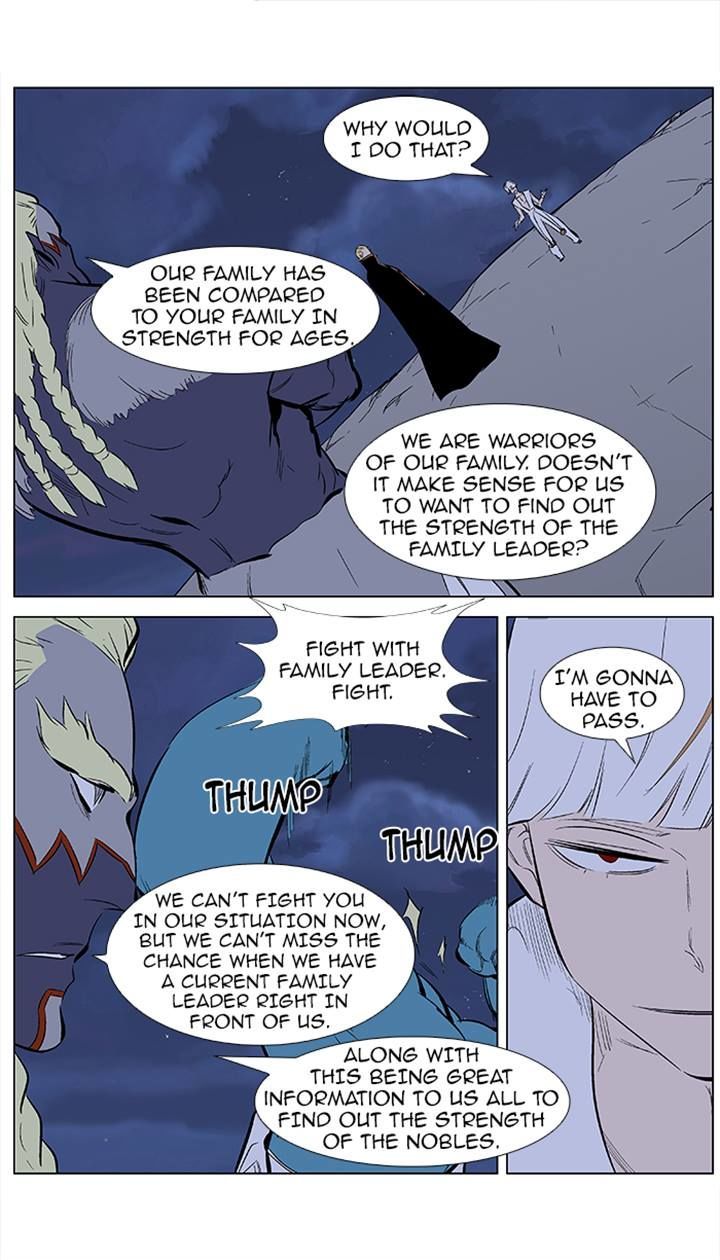 WHY WOULD
I DO THAT?
OUR FAMILY HAS
BEEN COMPARED
TO YOUR FAMILY IN
STRENGTH FOR AGES.
WE ARE WARRIORS
OF OUR FAMILY. DOESN'T
IT MAKE SENSE FOR US
TO WANT TO FIND OUT
THE STRENGTH OF THE
FAMILY LEADER?
FIGHT WITH
FAMILY LEADER.
FIGHT.
THUMP
THUMP
WE CAN'T FIGHT YOU
IN OUR SITUATION NOW,
BUT WE CAN'T MISS THE
CHANCE WHEN WE HAVE
A CURRENT FAMILY
LEADER RIGHT IN
FRONT OF US.
ALONG WITH
THIS BEING GREAT
INFORMATION TO US ALL TO
FIND OUT THE STRENGTH
OF THE NOBLES.
I'M GONNA
HAVE TO
PASS.